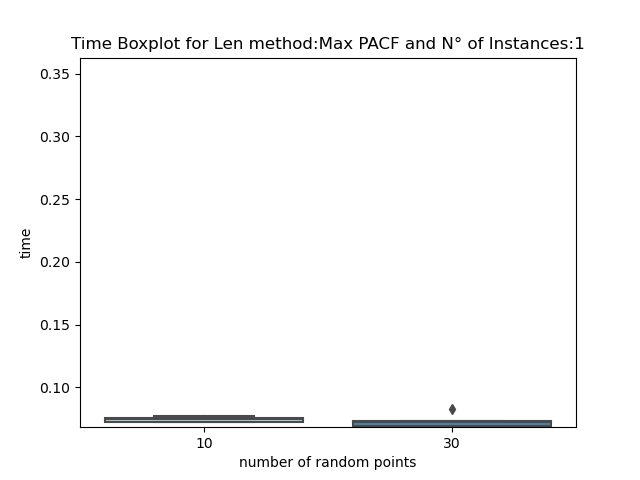 Time Boxplot for Len method:Max PACF and N° of Instances:1
0.35
0.30
0.25
0.20
0.15
0.10
time
10
30
number of random points